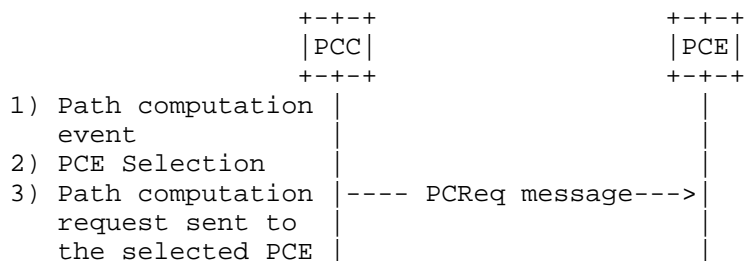 +-+-+                  +-+-+
|PCC|                  |PCE|
+-+-+                  +-+-+
1) Path computation |                      |
event            |                      |
2) PCE Selection    |                      |
3) Path computation |---- PCReq message--->|
request sent to  |                      |
the selected PCE |                      |